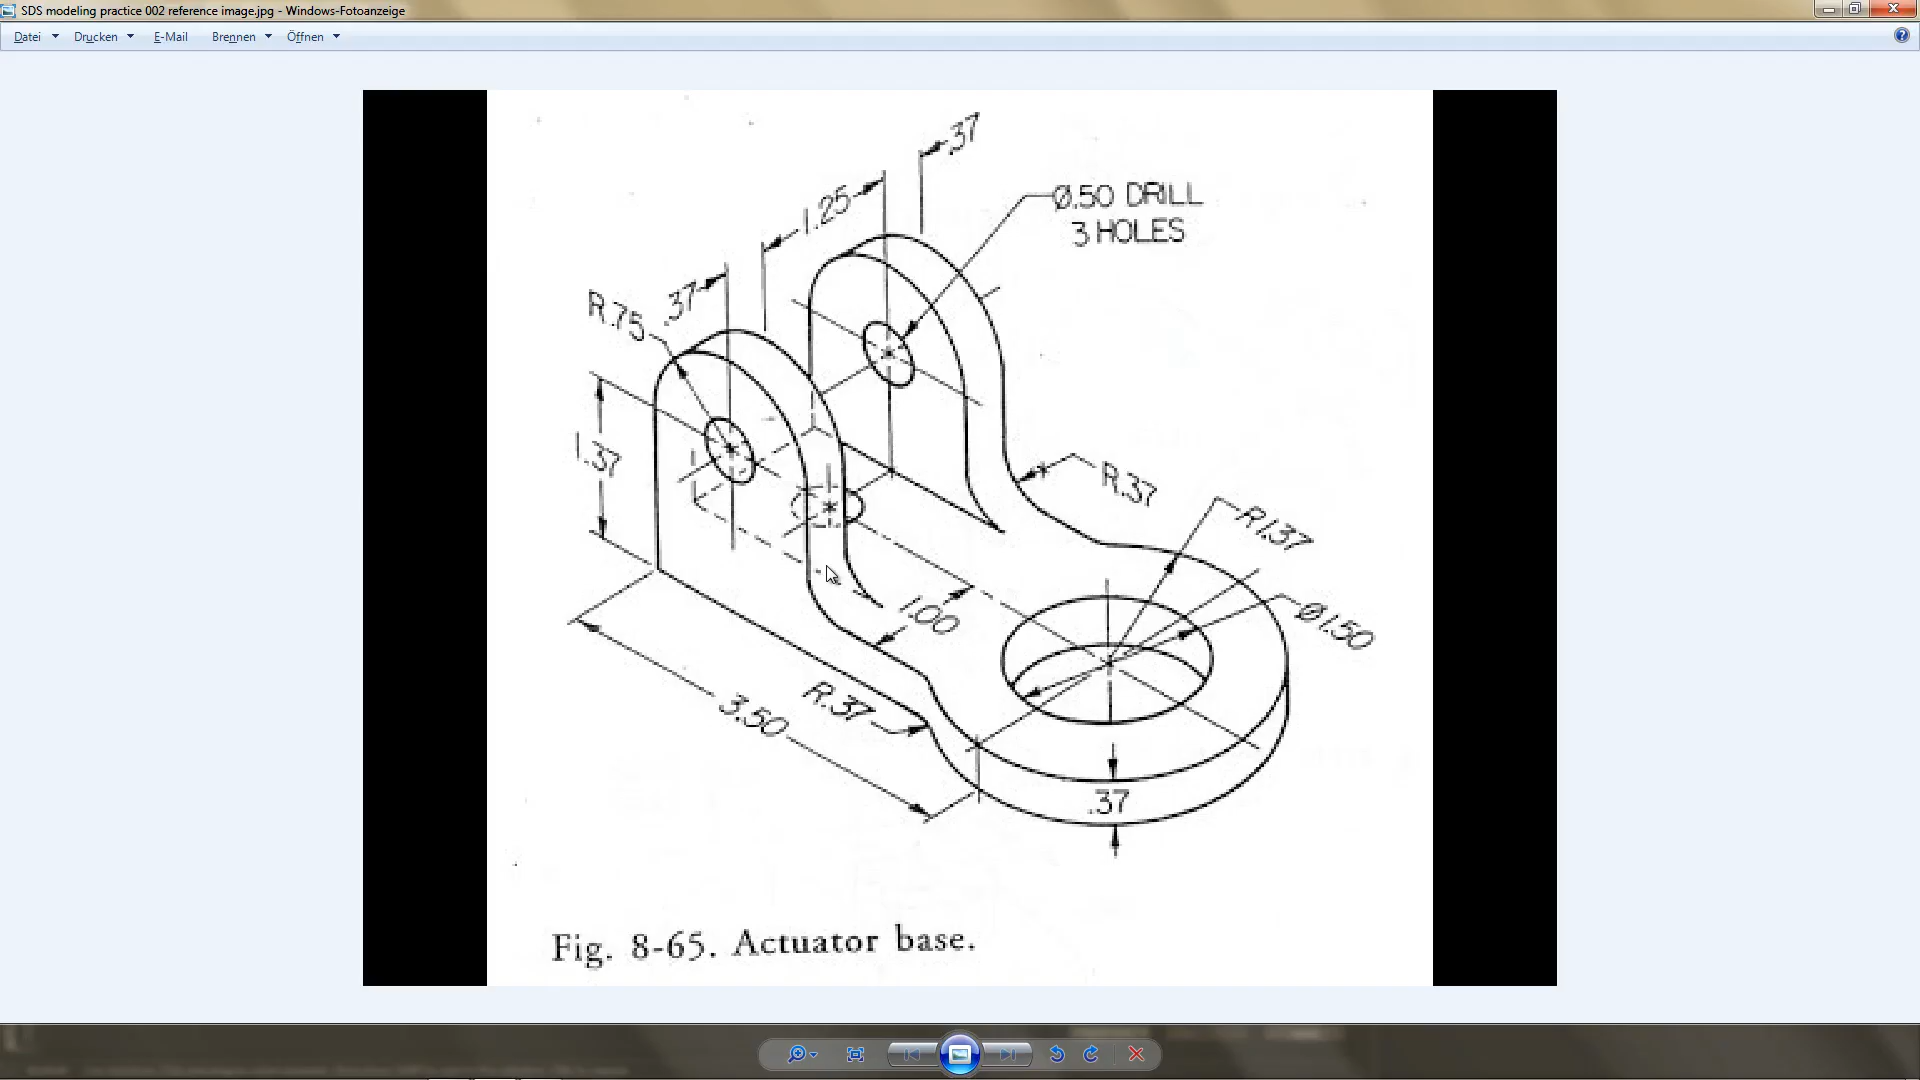 SDS modeling practice 002 reference image.jpg - Windows-Fotoanzeige
Datei Drucken E-Mail Brennen Öffnen
.37
1.25
Ø.50 DRILL
3 HOLES
.37
R.75
1.37
R.37
R1.37
1.00
Ø1.50
R.37
3.50
.37
Fig. 8-65. Actuator base.